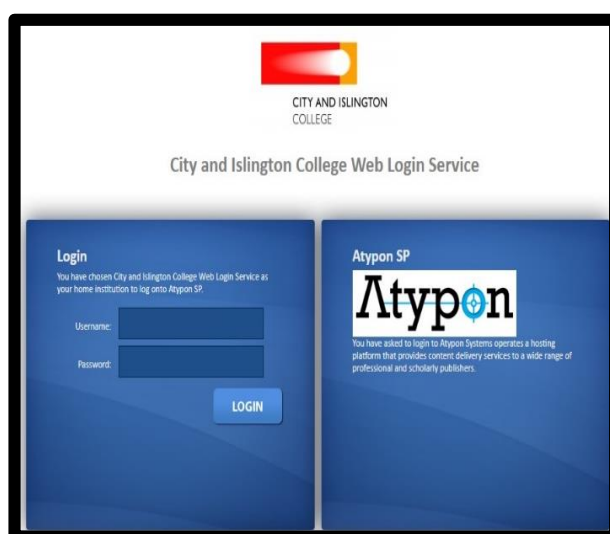 CITY AND ISLINGTON
COLLEGE
City and Islington College Web Login Service
Login
You have chosen City and Islington College Web Login Service as
your home institution to log onto Atypon SP.
Username:
Password:
LOGIN
Atypon SP
Atypon
You have asked to login to Atypon Systems operates a hosting
platform that provides content delivery services to a wide range of
professional and scholarly publishers.